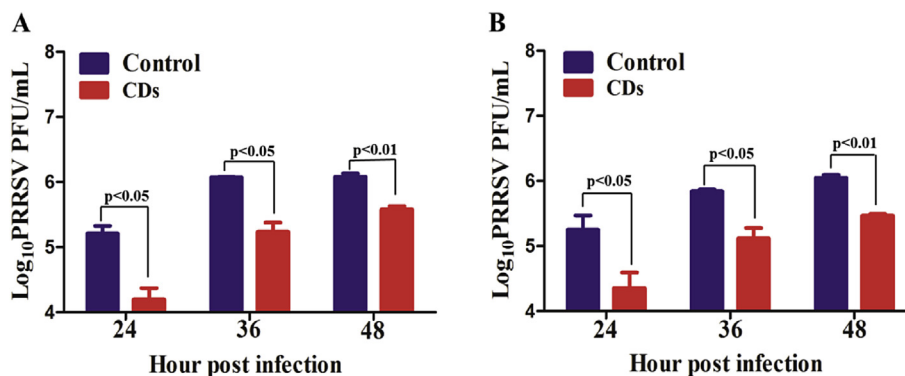 A
Log10PRRSV PFU/mL
8
7
6
5
4
Control
CDs
p<0.05
p<0.05
p<0.01
24
36
48
Hour post infection
B
Log10PRRSV PFU/mL
8
7
6
5
4
Control
CDs
p<0.05
p<0.05
p<0.01
24
36
48
Hour post infection